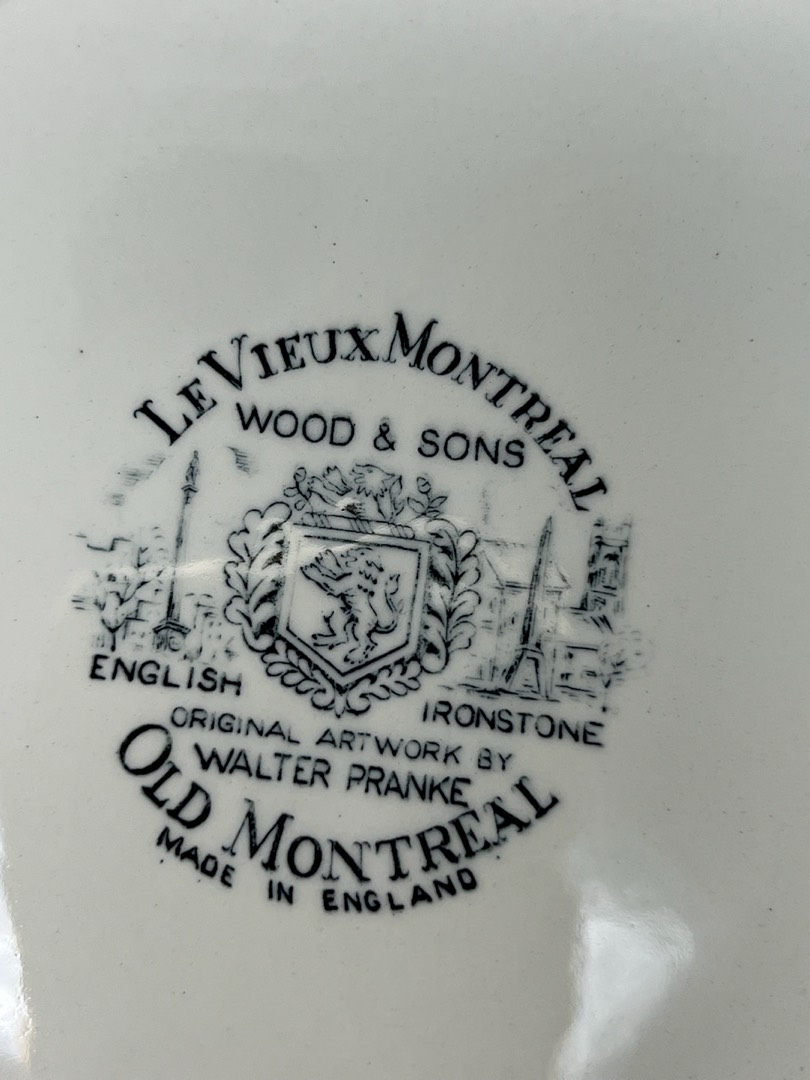 LE VIEUX MONTREAL
WOOD & SONS
ENGLISH
IRONSTONE
ORIGINAL ARTWORK BY
WALTER PRANKE
OLD MONTREAL
MADE IN ENGLAND